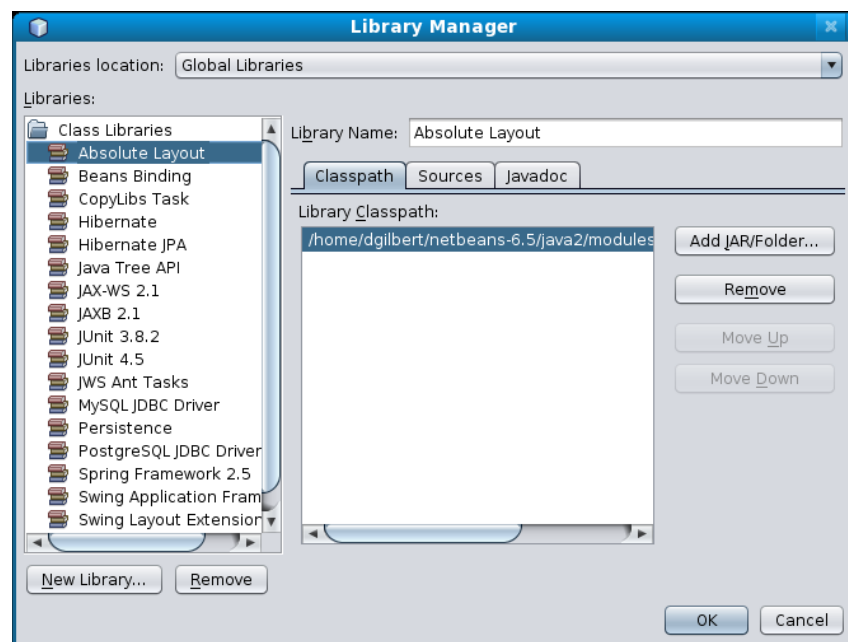 Library Manager
Libraries location: Global Libraries
Libraries:
Class Libraries
Absolute Layout
Beans Binding
CopyLibs Task
Hibernate
Hibernate JPA
Java Tree API
JAX-WS 2.1
JAXB 2.1
JUnit 3.8.2
JUnit 4.5
JWS Ant Tasks
MySQL JDBC Driver
Persistence
PostgreSQL JDBC Driver
Spring Framework 2.5
Swing Application Fram
Swing Layout Extension
New Library...
Remove
Library Name: Absolute Layout
Classpath
Sources
Javadoc
Library Classpath:
/home/dgilbert/netbeans-6.5/java2/modules
Add JAR/Folder...
Remove
Move Up
Move Down
OK
Cancel